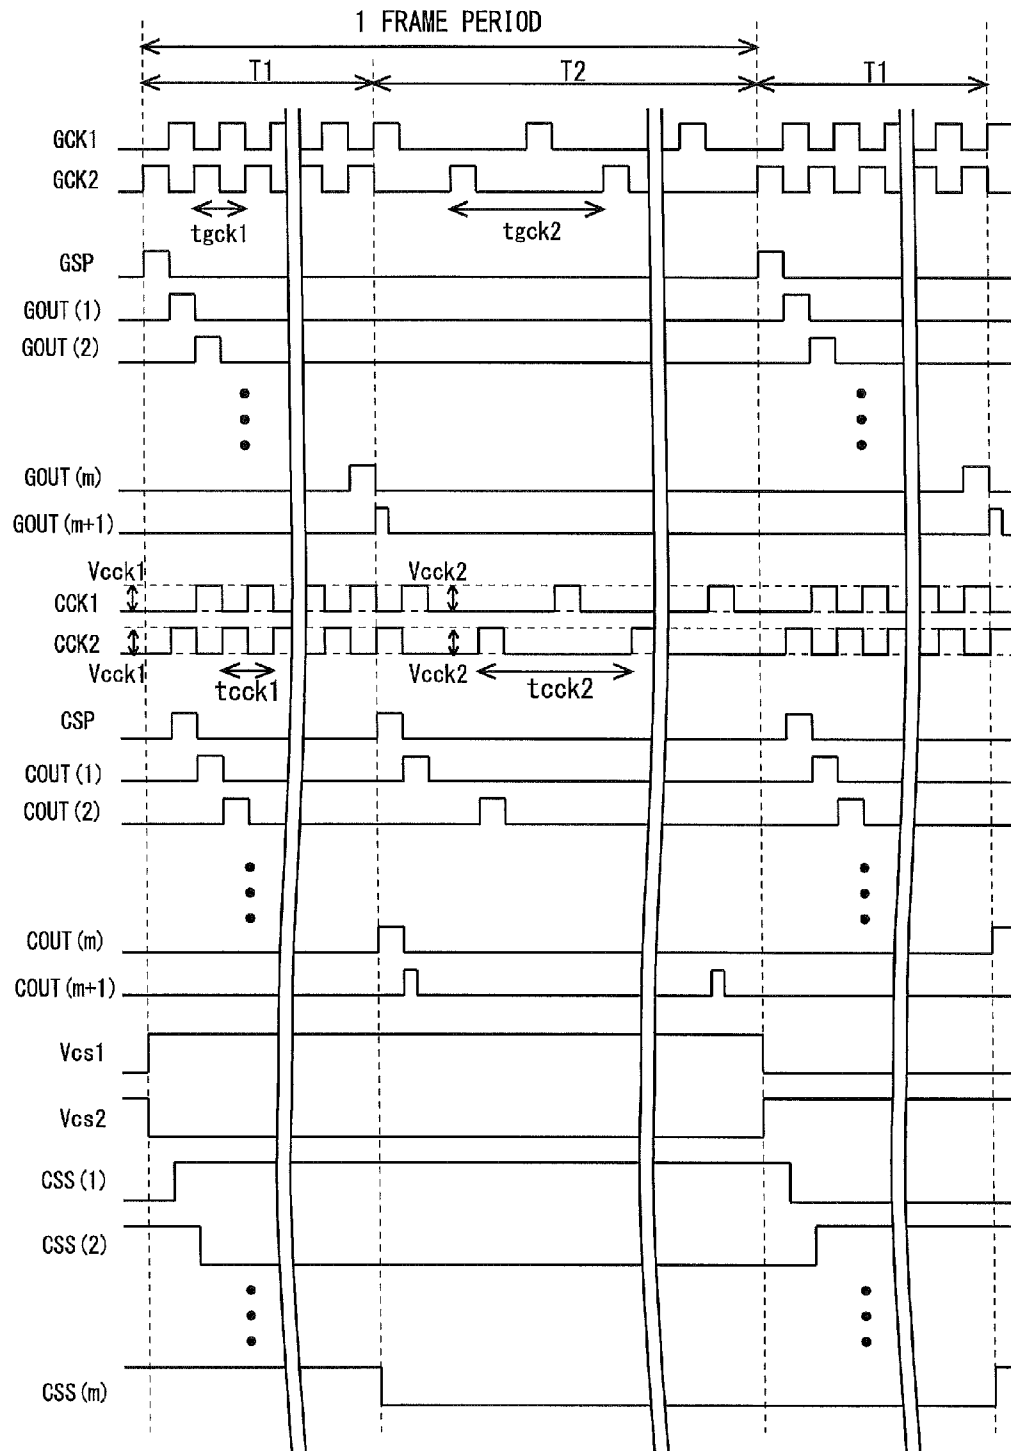 1 FRAME PERIOD
T1 T2 T1
GCK1
GCK2
tgck1 tgck2
GSP
GOUT(1)
GOUT(2)
GOUT(m)
GOUT(m+1)
Vcck1 Vcck2
CCK1
CCK2
Vcck1 Vcck2
tcck1 tcck2
CSP
COUT(1)
COUT(2)
COUT(m)
COUT(m+1)
Vcs1
Vcs2
CSS(1)
CSS(2)
CSS(m)